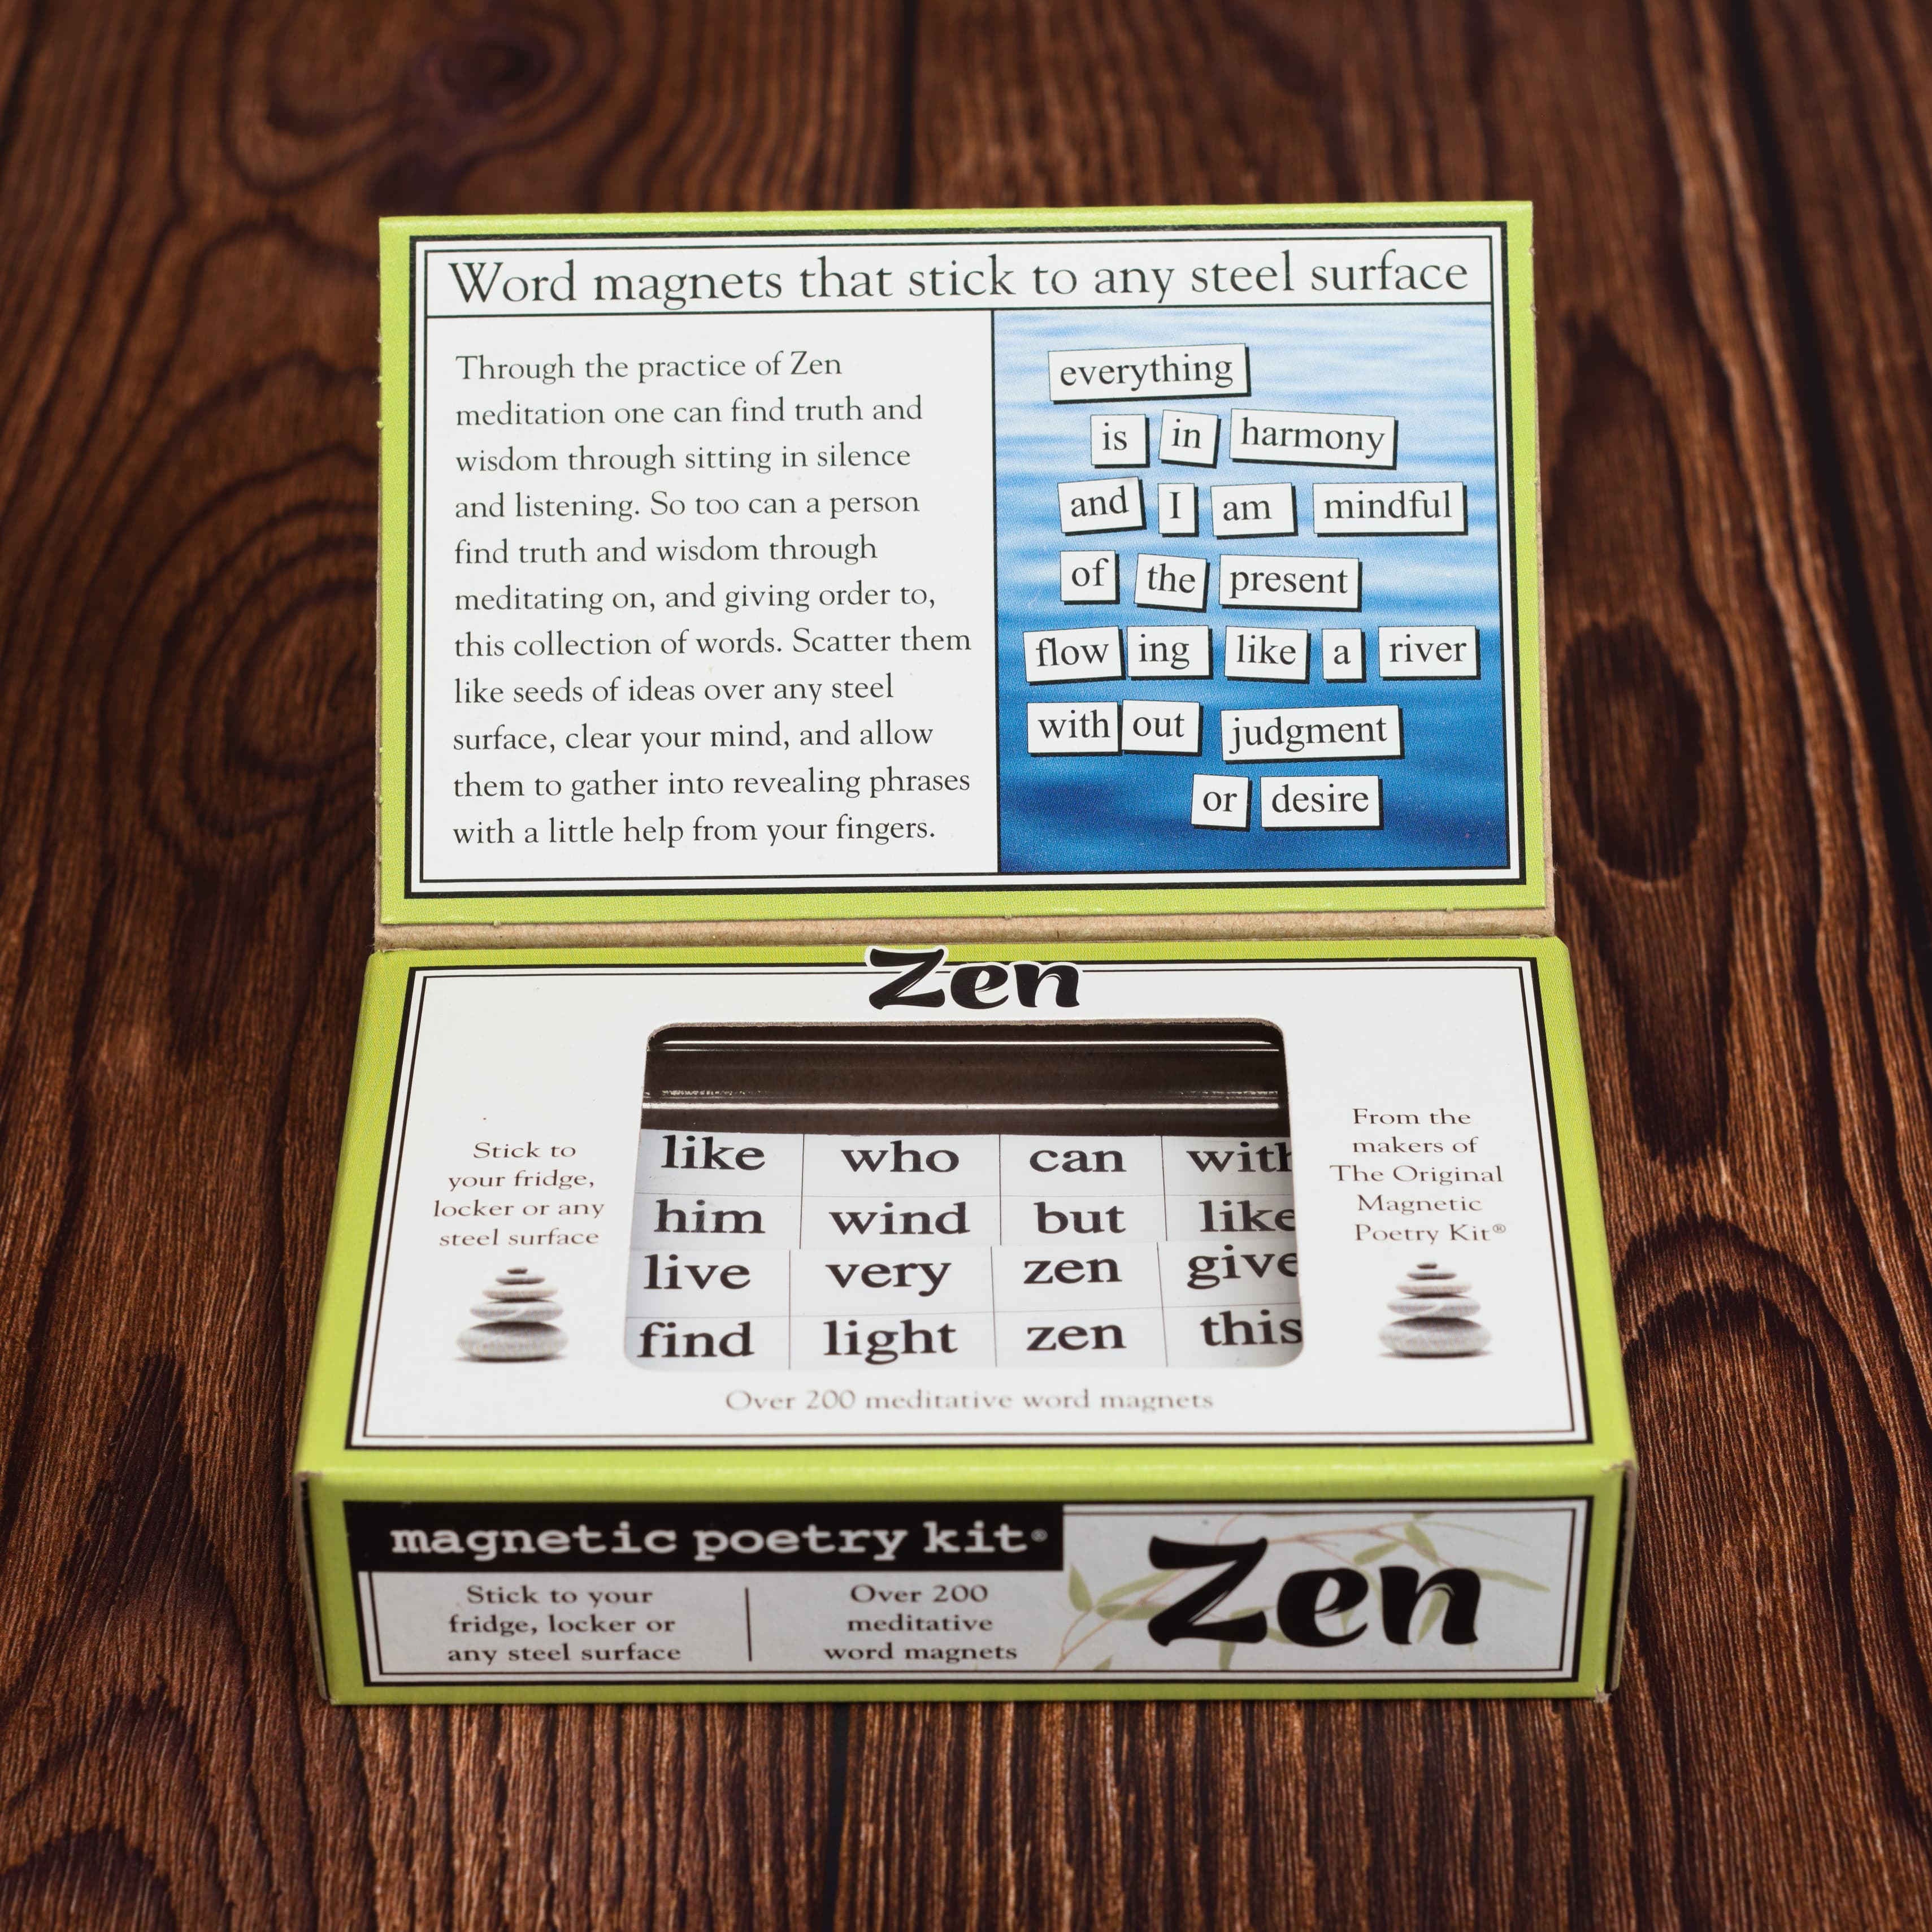 Word magnets that stick to any steel surface
Through the practice of Zen
meditation one can find truth and
wisdom through sitting in silence
and listening. So too can a person
find truth and wisdom through
meditating on, and giving order to,
this collection of words. Scatter them
like seeds of ideas over any steel
surface, clear your mind, and allow
them to gather into revealing phrases
with a little help from your fingers.
everything
is in harmony
and I am mindful
of the present
flow ing like a river
with out judgment
or desire
Zen
Stick to
your fridge,
locker or any
steel surface
like who can with
him wind but like
live very zen give
find light zen this
From the
makers of
The Original
Magnetic
Poetry Kit®
Over 200 meditative word magnets
magnetic poetry kit®
Stick to your
fridge, locker or
any steel surface
Over 200
meditative
word magnets
Zen